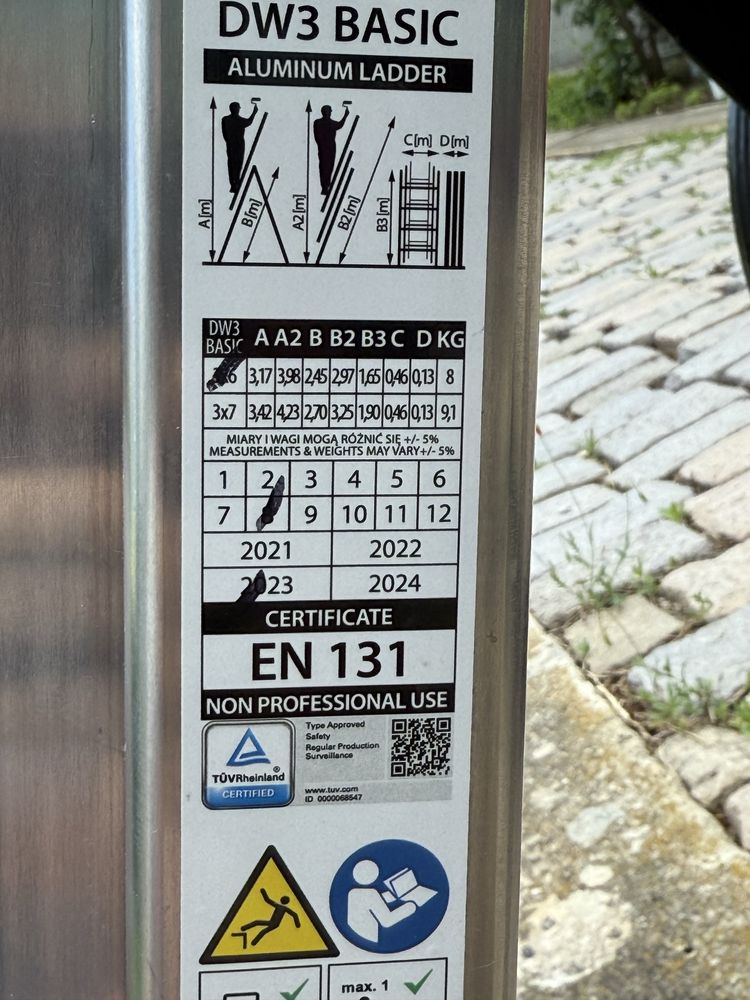 DW3 BASIC
ALUMINUM LADDER
A[m] B[m] A2[m] B2[m] B3[m] C[m] D[m]
DW3 BASIC A A2 B B2 B3 C D KG
3x6 3,17 3,98 2,45 2,97 1,65 0,46 0,13 8
3x7 3,42 4,23 2,70 3,25 1,90 0,46 0,13 9,1
MIARY I WAGI MOGĄ RÓŻNIĆ SIĘ +/- 5%
MEASUREMENTS & WEIGHTS MAY VARY+/- 5%
1 2 3 4 5 6
7 9 10 11 12
2021 2022
2023 2024
CERTIFICATE
EN 131
NON PROFESSIONAL USE
TÜVRheinland®
CERTIFIED
Type Approved
Safety
Regular Production
Surveillance
www.tuv.com
ID 0000068547
max. 1